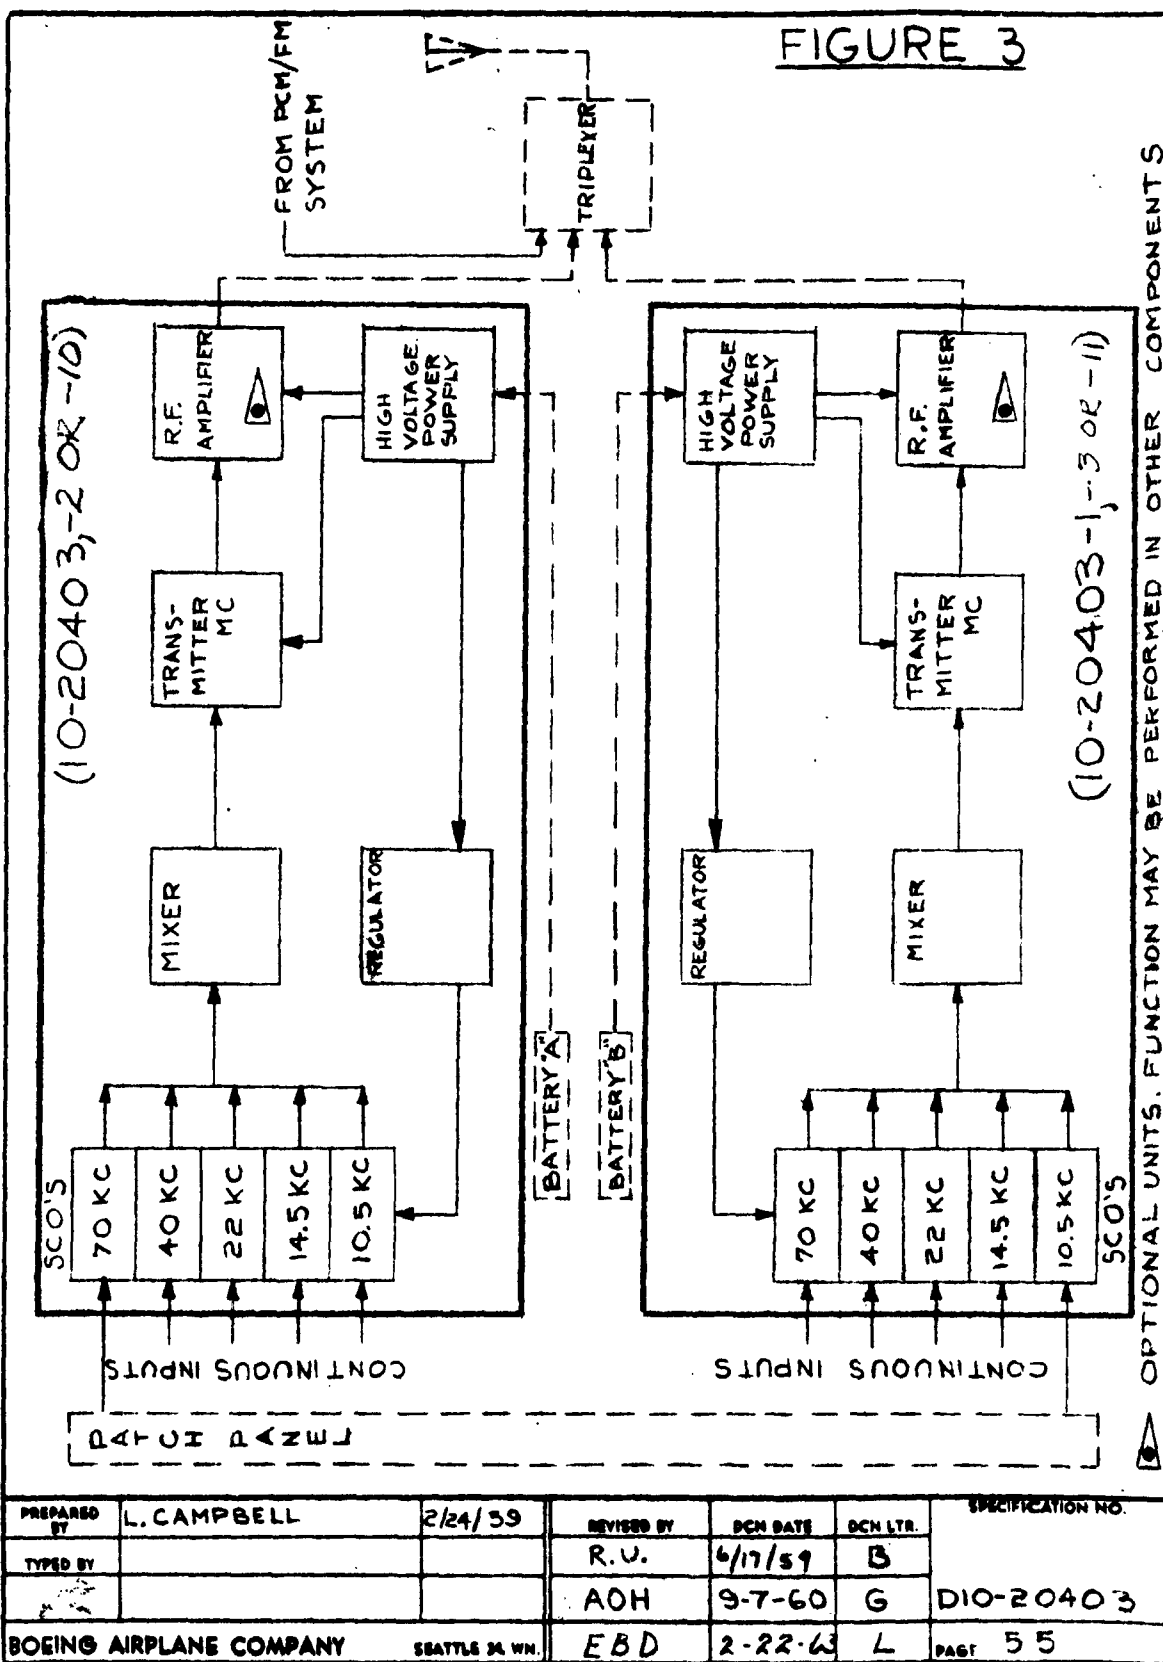 FIGURE 3
FROM PCM/FM
SYSTEM
TRIPLEXER
(10-20403,-2 OR -10)
R.F.
AMPLIFIER
HIGH
VOLTAGE
POWER
SUPPLY
TRANS-
MITTER
MC
MIXER
REGULATOR
SCO'S
70 KC
40 KC
22 KC
14.5 KC
10.5 KC
CONTINUOUS INPUTS
BATTERY "A"
BATTERY "B"
HIGH
VOLTAGE
POWER
SUPPLY
R.F.
AMPLIFIER
TRANS-
MITTER
MC
(10-20403-1,-3 OR -11)
REGULATOR
MIXER
70 KC
40 KC
22 KC
14.5 KC
10.5 KC
SCO'S
CONTINUOUS INPUTS
PATCH PANEL
OPTIONAL UNITS. FUNCTION MAY BE PERFORMED IN OTHER COMPONENTS
PREPARED BY L. CAMPBELL 2/24/59
TYPED BY
BOEING AIRPLANE COMPANY SEATTLE 24, WN.
REVISED BY DCN DATE DCN LTR.
R.U. 6/17/59 B
AOH 9-7-60 G
EBD 2-22-63 L
SPECIFICATION NO.
D10-20403
PAGE 55